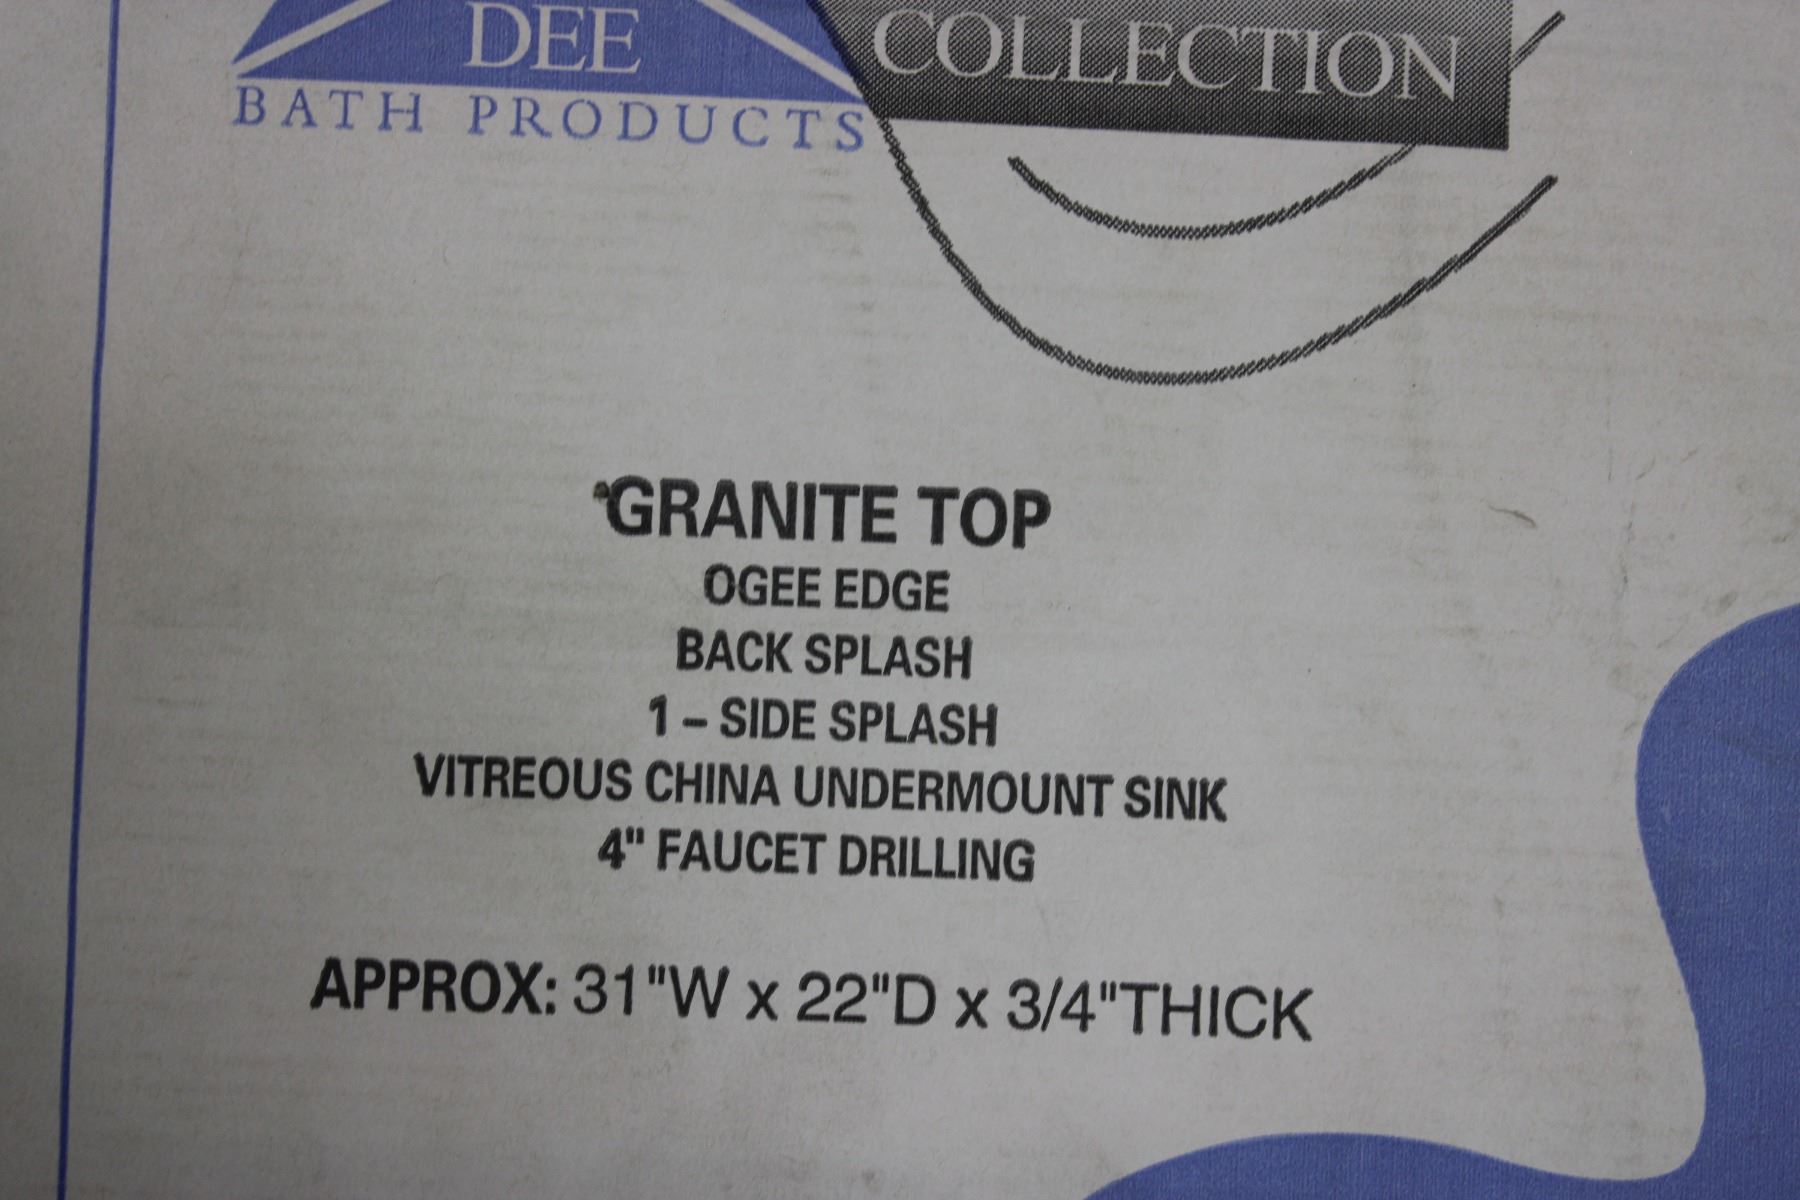 DEE
BATH PRODUCTS
COLLECTION
GRANITE TOP
OGEE EDGE
BACK SPLASH
1 – SIDE SPLASH
VITREOUS CHINA UNDERMOUNT SINK
4" FAUCET DRILLING
APPROX: 31"W x 22"D x 3/4"THICK